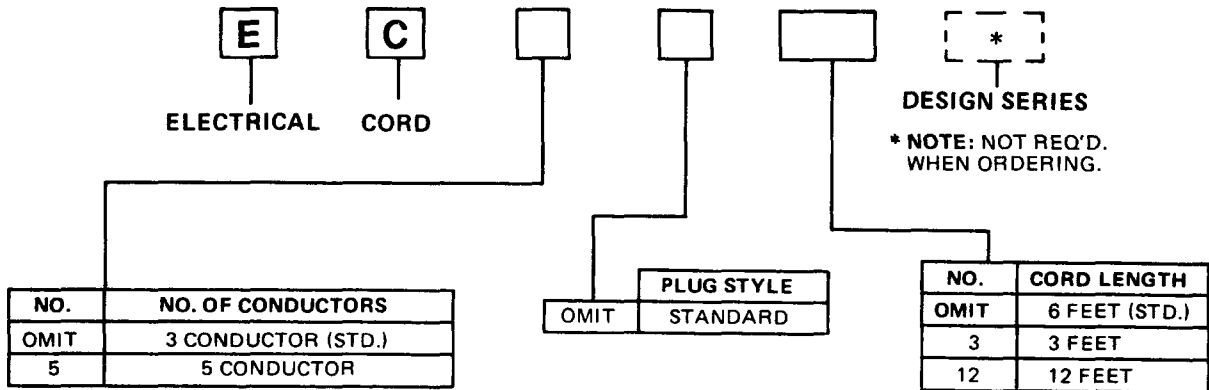 E C *
ELECTRICAL CORD
DESIGN SERIES
* NOTE: NOT REQ'D.
WHEN ORDERING.
NO. NO. OF CONDUCTORS
OMIT 3 CONDUCTOR (STD.)
5 5 CONDUCTOR
PLUG STYLE
OMIT STANDARD
NO. CORD LENGTH
OMIT 6 FEET (STD.)
3 3 FEET
12 12 FEET